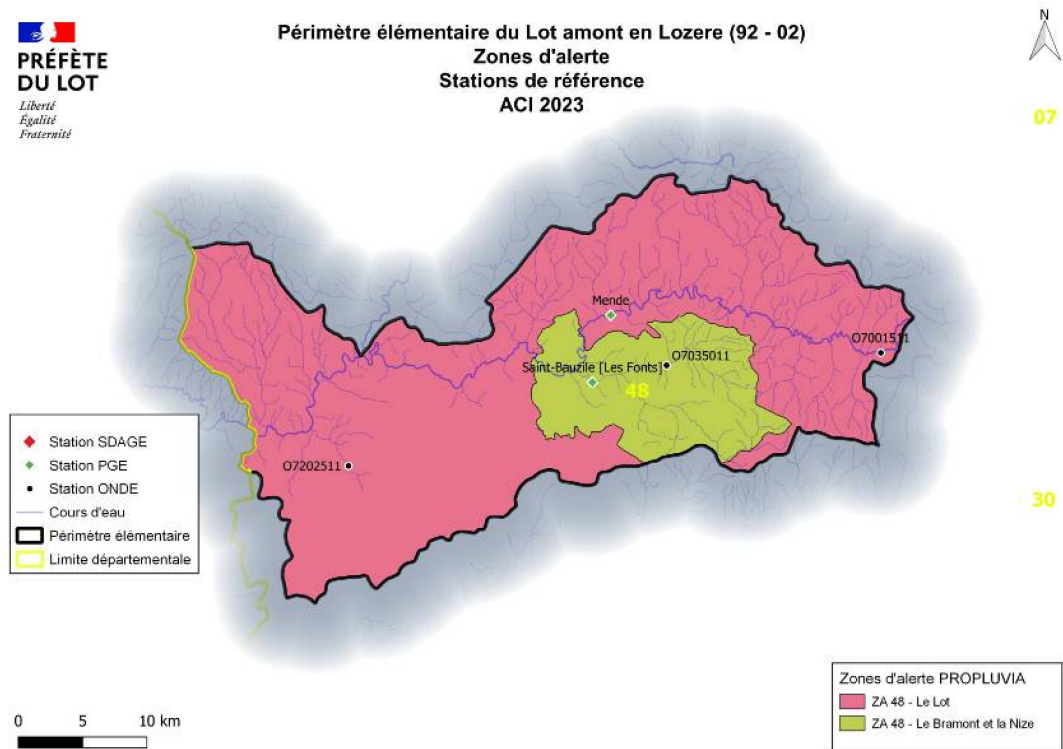 PRÉFÈTE
DU LOT
Liberté
Égalité
Fraternité
Périmètre élémentaire du Lot amont en Lozere (92 - 02)
Zones d'alerte
Stations de référence
ACI 2023
N
07
Mende
O7001511
O7035011
Saint-Bauzile [Les Fonts]
48
O7202511
30
Station SDAGE
Station PGE
Station ONDE
Cours d'eau
Périmètre élémentaire
Limite départementale
0 5 10 km
Zones d'alerte PROPLUVIA
ZA 48 - Le Lot
ZA 48 - Le Bramont et la Nize